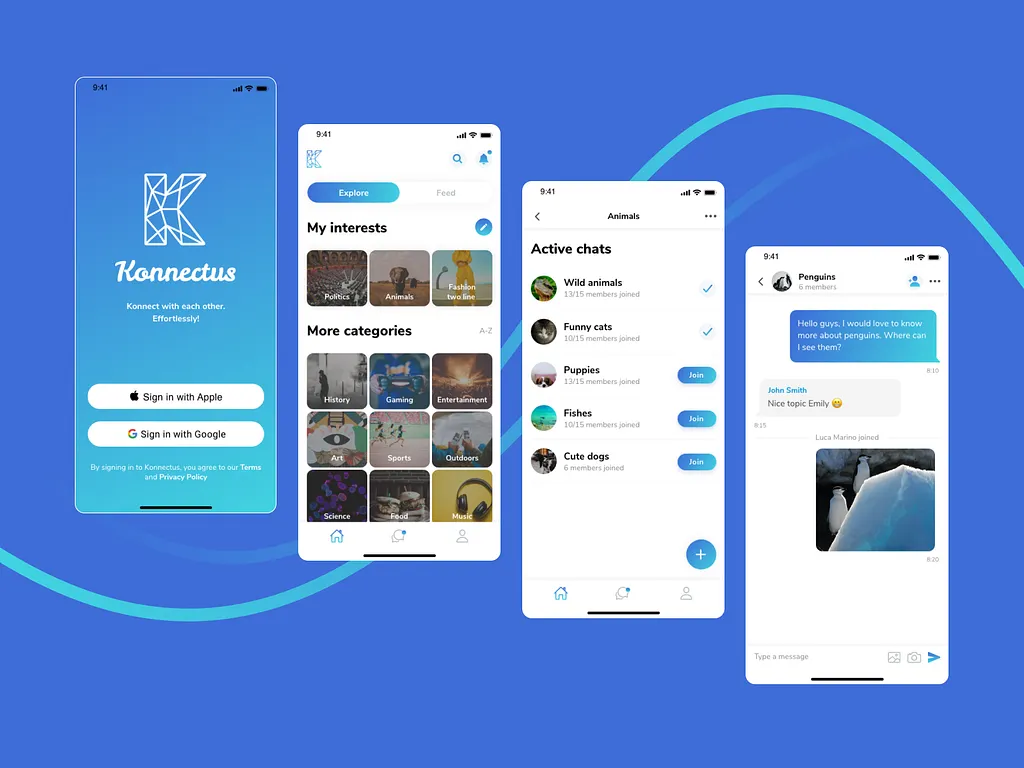 9:41
Konnectus
Konnect with each other.
Effortlessly!
Sign in with Apple
Sign in with Google
By signing in to Konnectus, you agree to our Terms
and Privacy Policy
9:41
Explore
Feed
My interests
Politics
Animals
Fashion
two line
More categories
A-Z
History
Gaming
Entertainment
Art
Sports
Outdoors
Science
Food
Music
9:41
Animals
Active chats
Wild animals
13/15 members joined
Funny cats
10/15 members joined
Puppies
13/15 members joined
Join
Fishes
10/15 members joined
Join
Cute dogs
6 members joined
Join
9:41
Penguins
6 members
Hello guys, I would love to know
more about penguins. Where can
I see them?
8:10
John Smith
Nice topic Emily 😄
8:15
Luca Marino joined
8:20
Type a message